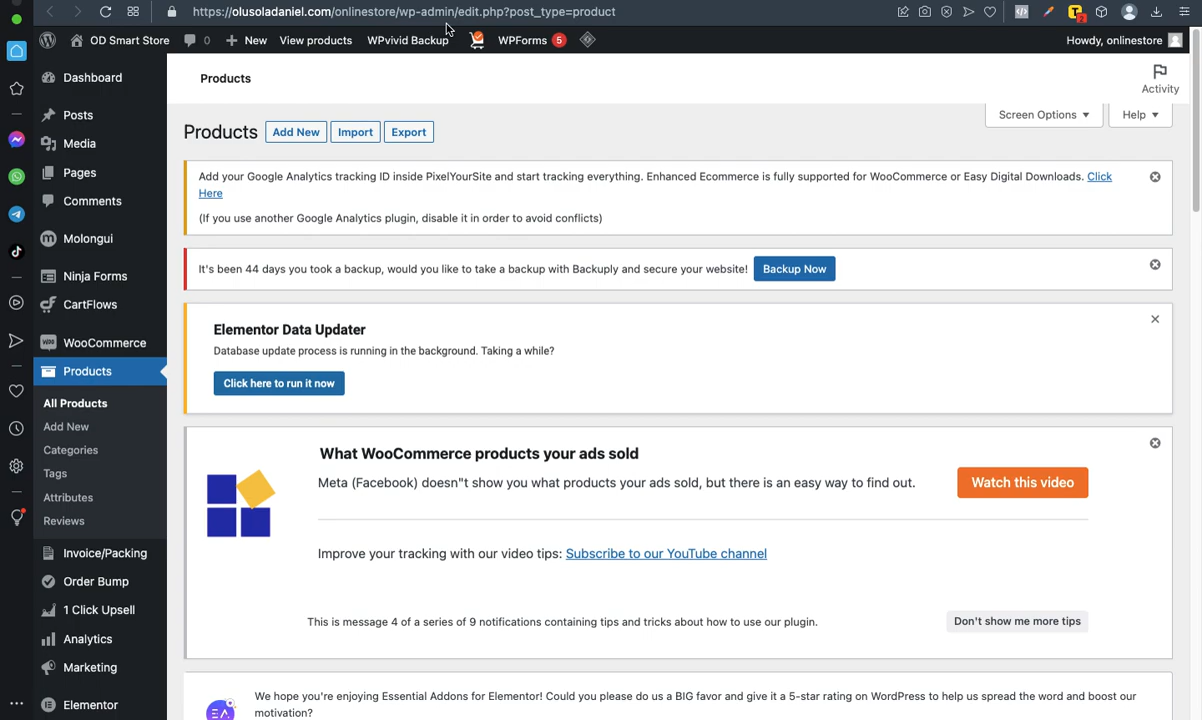 https://olusoladaniel.com/onlinestore/wp-admin/edit.php?post_type=product
OD Smart Store 0 New View products WPvivid Backup WPForms 5 Howdy, onlinestore
Dashboard
Posts
Media
Pages
Comments
Molongui
Ninja Forms
CartFlows
WooCommerce
Products
All Products
Add New
Categories
Tags
Attributes
Reviews
Invoice/Packing
Order Bump
1 Click Upsell
Analytics
Marketing
Elementor
Products
Activity
Screen Options Help
Products Add New Import Export
Add your Google Analytics tracking ID inside PixelYourSite and start tracking everything. Enhanced Ecommerce is fully supported for WooCommerce or Easy Digital Downloads. Click
Here
(If you use another Google Analytics plugin, disable it in order to avoid conflicts)
It's been 44 days you took a backup, would you like to take a backup with Backuply and secure your website! Backup Now
Elementor Data Updater
Database update process is running in the background. Taking a while?
Click here to run it now
What WooCommerce products your ads sold
Meta (Facebook) doesn"t show you what products your ads sold, but there is an easy way to find out.
Watch this video
Improve your tracking with our video tips: Subscribe to our YouTube channel
This is message 4 of a series of 9 notifications containing tips and tricks about how to use our plugin.
Don't show me more tips
We hope you're enjoying Essential Addons for Elementor! Could you please do us a BIG favor and give it a 5-star rating on WordPress to help us spread the word and boost our
motivation?